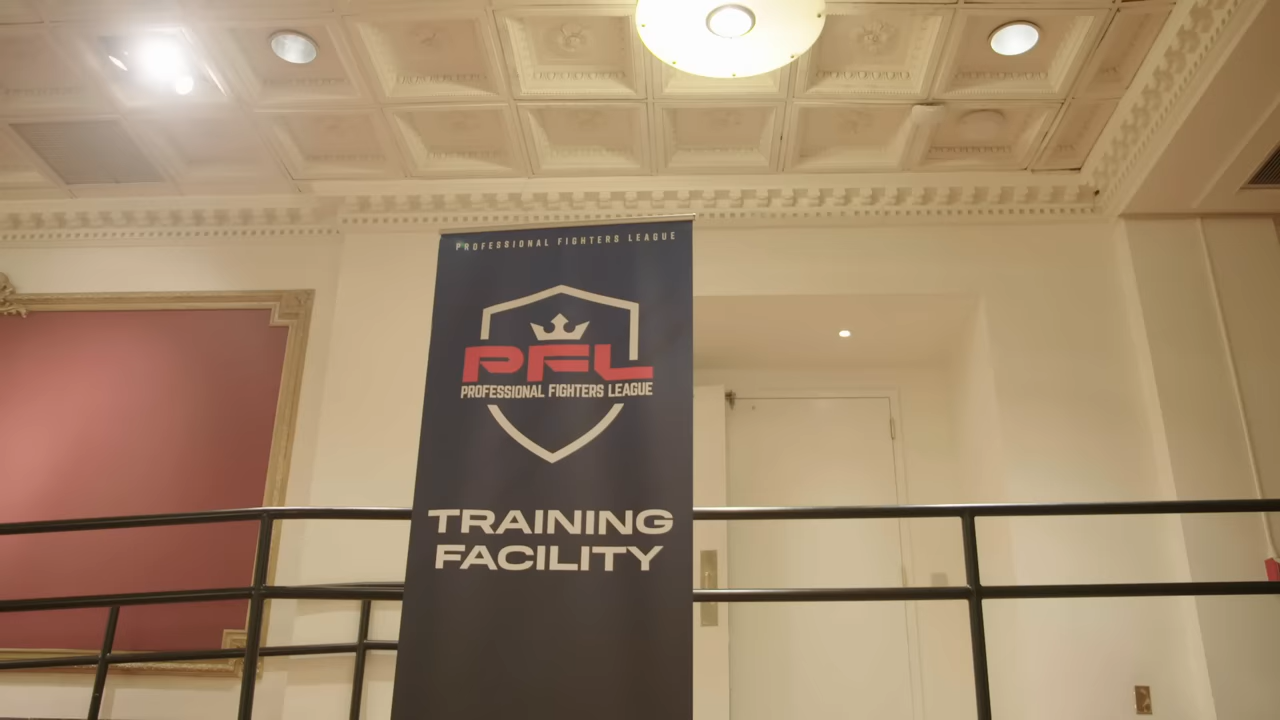 PROFESSIONAL FIGHTERS LEAGUE
PFL
PROFESSIONAL FIGHTERS LEAGUE
TRAINING
FACILITY